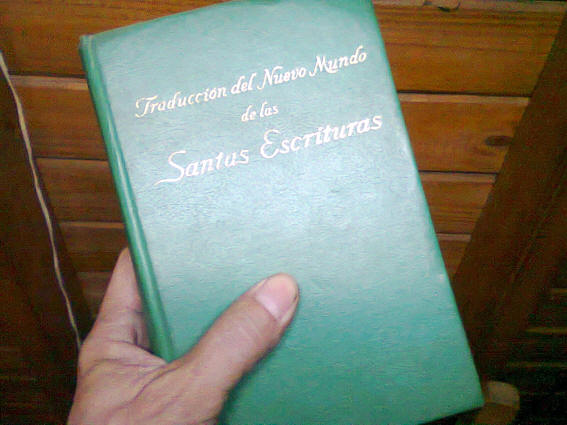 Traducción del Nuevo Mundo
de las
Santas Escrituras